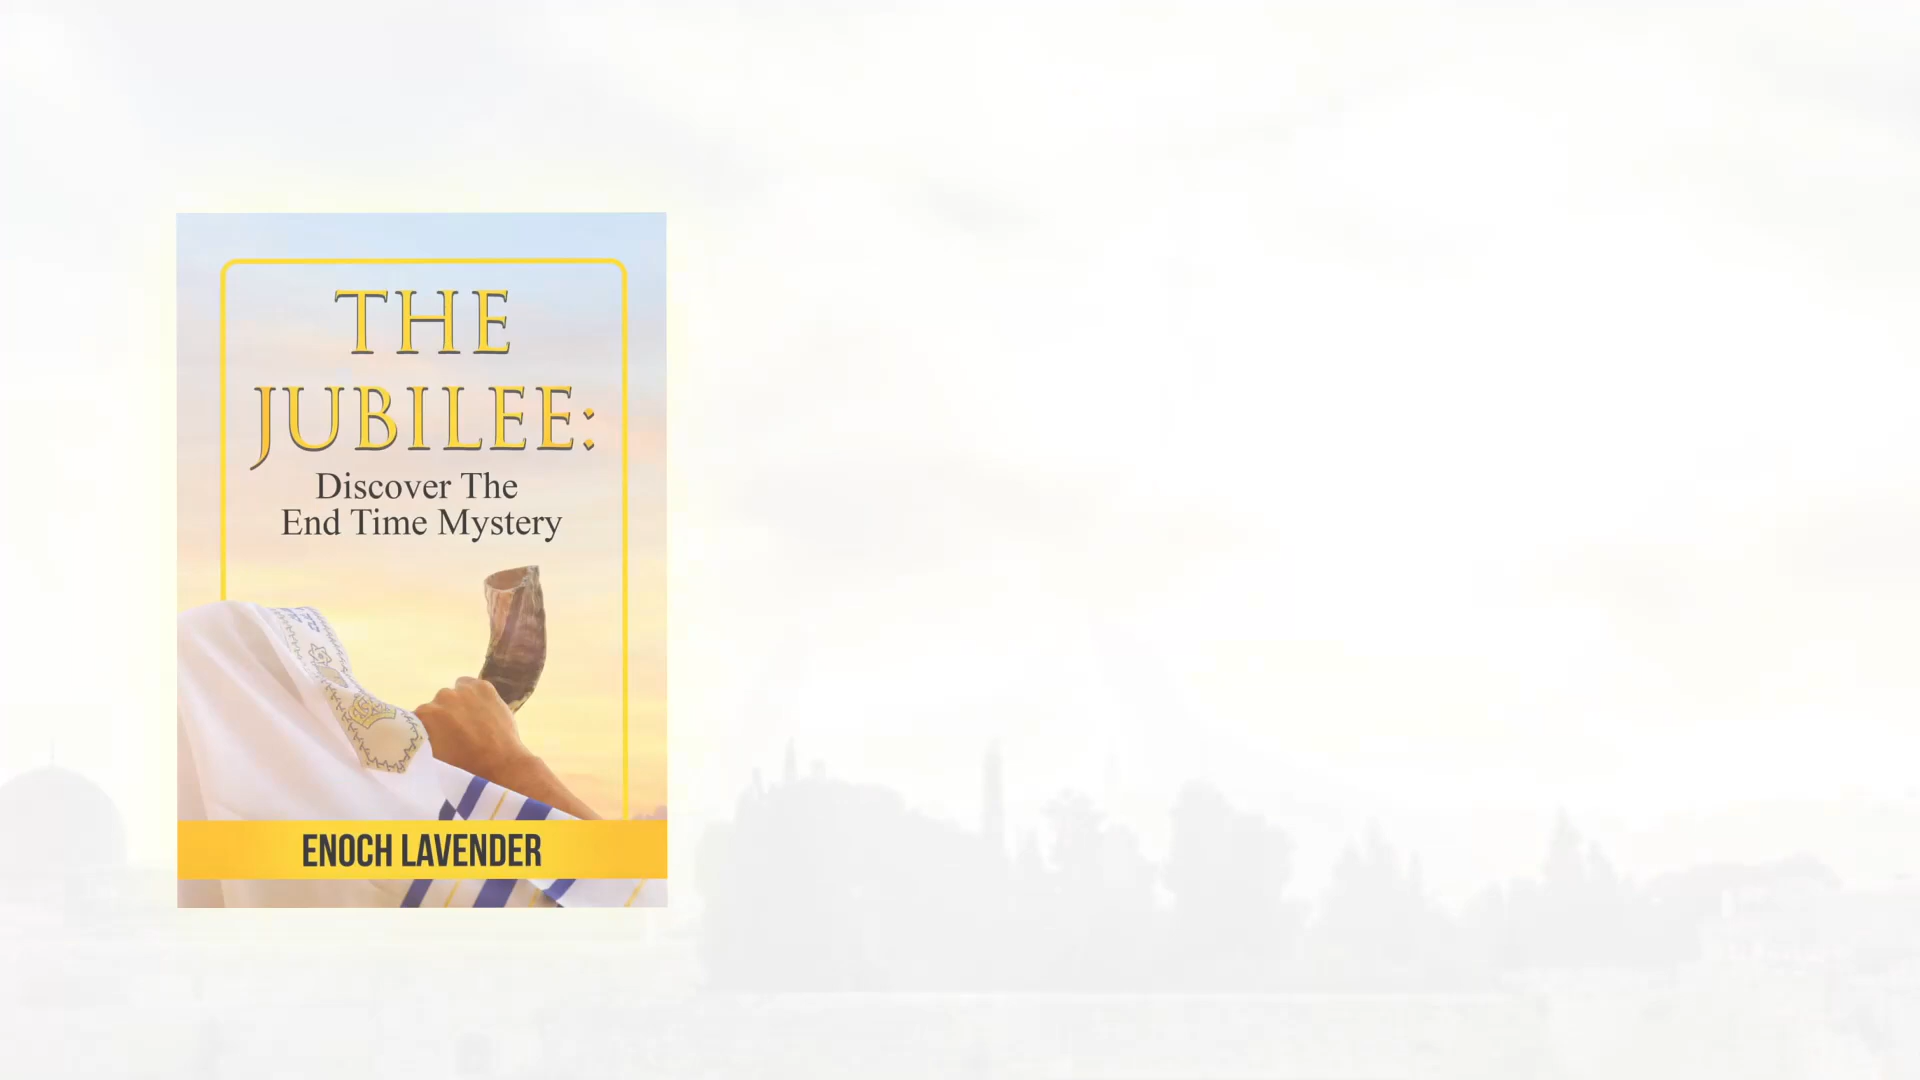 THE
JUBILEE:
Discover The
End Time Mystery
ENOCH LAVENDER